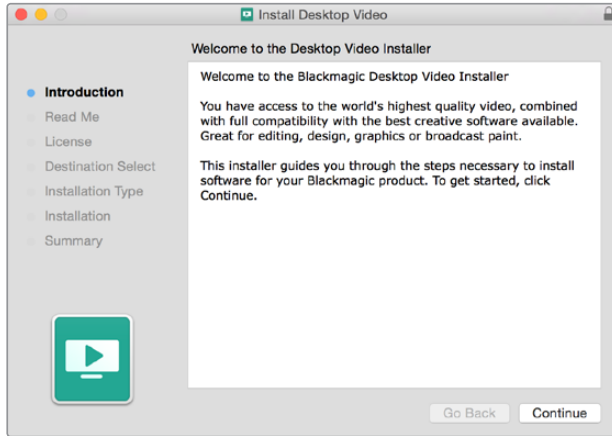 Install Desktop Video
Welcome to the Desktop Video Installer
Introduction
Read Me
License
Destination Select
Installation Type
Installation
Summary
Welcome to the Blackmagic Desktop Video Installer
You have access to the world's highest quality video, combined
with full compatibility with the best creative software available.
Great for editing, design, graphics or broadcast paint.
This installer guides you through the steps necessary to install
software for your Blackmagic product. To get started, click
Continue.
Go Back
Continue